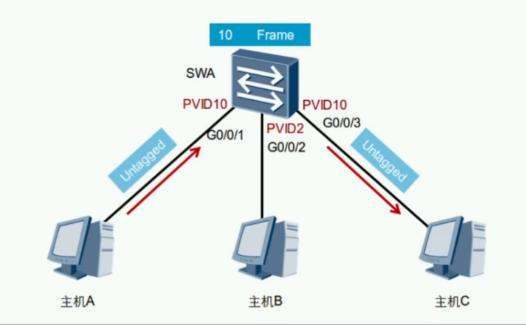 10 Frame
SWA
PVID10
PVID10
G0/0/1
PVID2
G0/0/3
G0/0/2
Untagged
Untagged
主机A
主机B
主机C